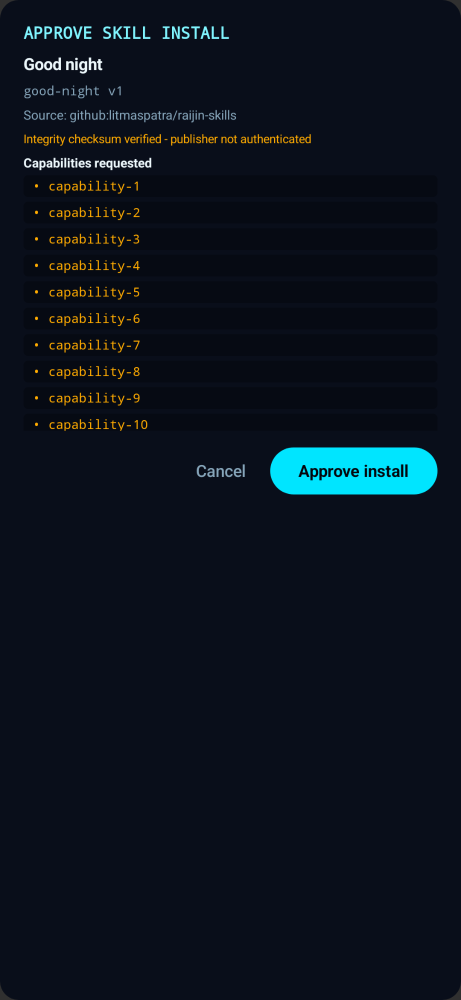 APPROVE SKILL INSTALL
Good night
good-night v1
Source: github:litmaspatra/raijin-skills
Integrity checksum verified - publisher not authenticated
Capabilities requested
• capability-1
• capability-2
• capability-3
• capability-4
• capability-5
• capability-6
• capability-7
• capability-8
• capability-9
• capability-10
Cancel Approve install